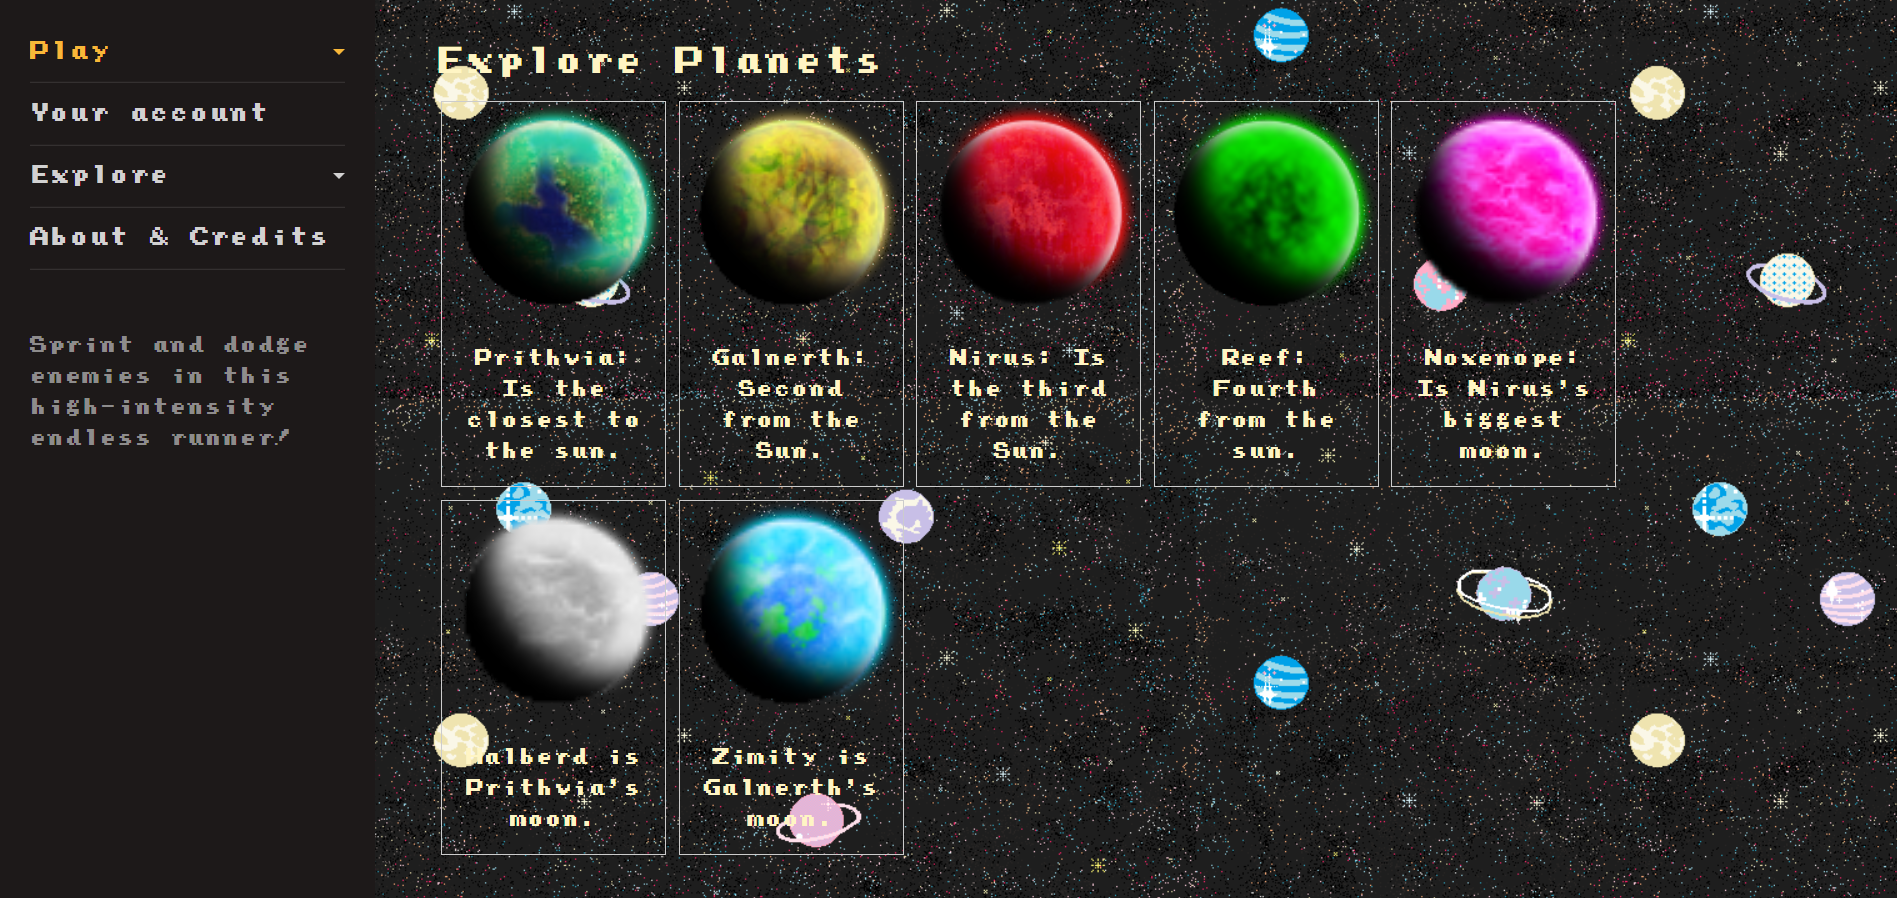 Play
Your account
Explore
About & Credits
Sprint and dodge
enemies in this
high-intensity
endless runner!
Explore Planets
Prithvia:
Is the
closest to
the sun.
Galnerth:
Second
from the
Sun.
Nirus: Is
the third
from the
Sun.
Reef:
Fourth
from the
sun.
Noxenope:
Is Nirus's
biggest
moon.
is
Prithvia's
moon.
Zimity is
Galnerth's
moon.